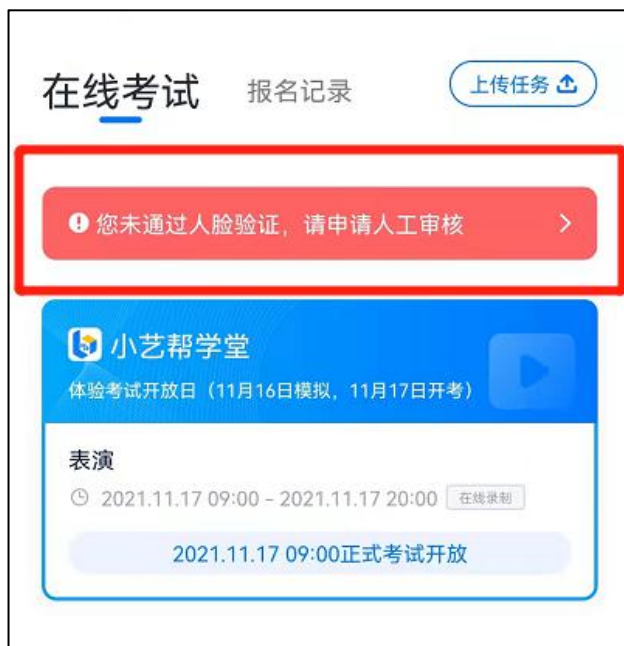 在线考试
报名记录
上传任务
您未通过人脸验证，请申请人工审核
小艺帮学堂
体验考试开放日（11月16日模拟，11月17日开考）
表演
2021.11.17 09:00 - 2021.11.17 20:00 在线录制
2021.11.17 09:00正式考试开放